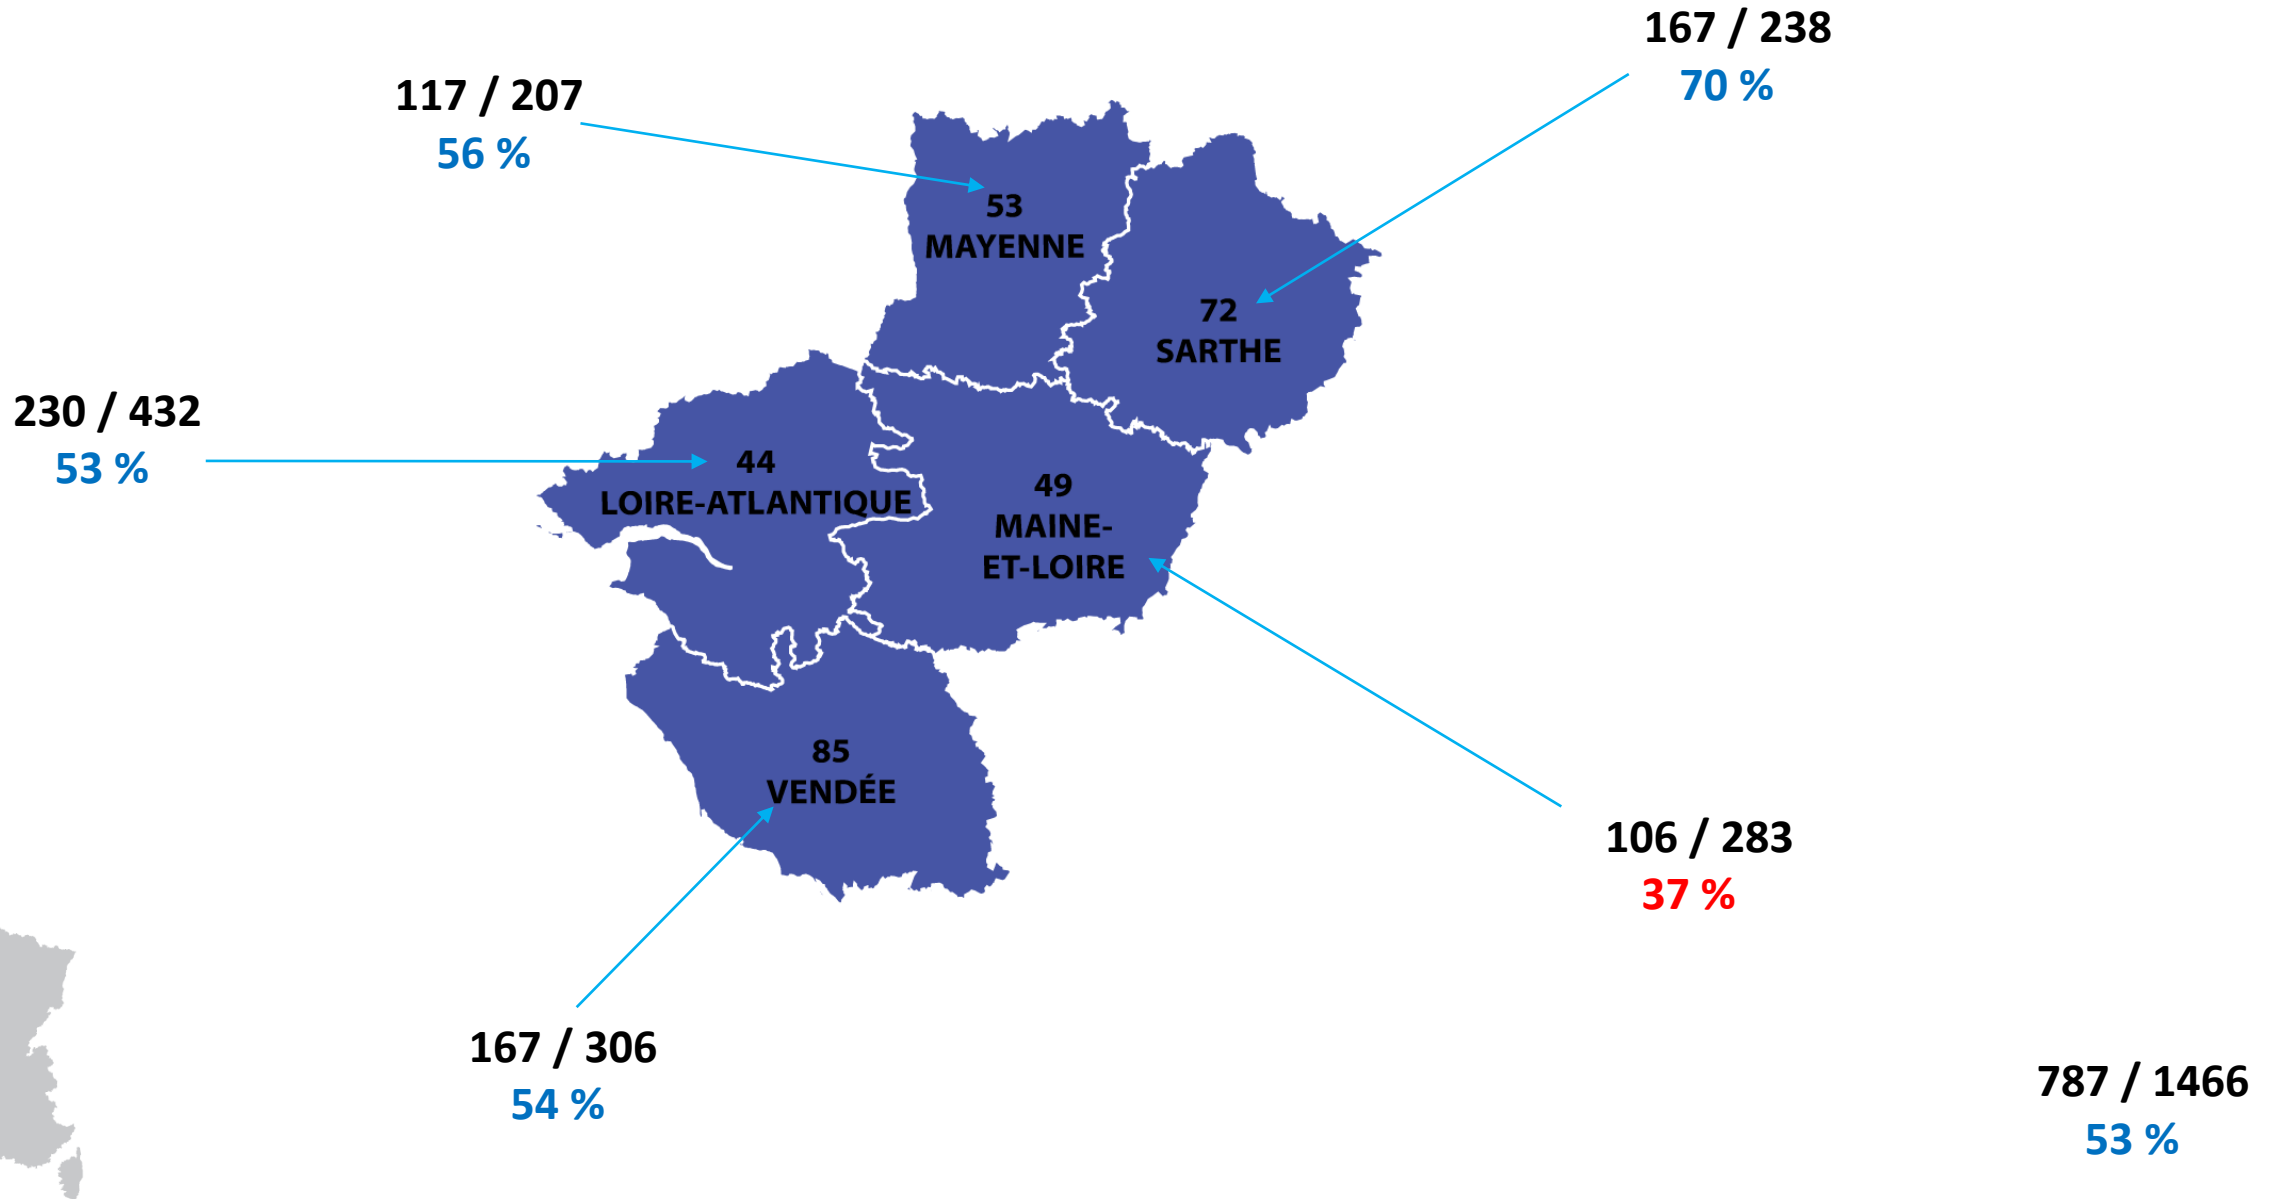 167 / 238
70 %
117 / 207
56 %
53
MAYENNE
72
SARTHE
230 / 432
53 %
44
LOIRE-ATLANTIQUE
49
MAINE-
ET-LOIRE
85
VENDÉE
106 / 283
37 %
167 / 306
54 %
787 / 1466
53 %